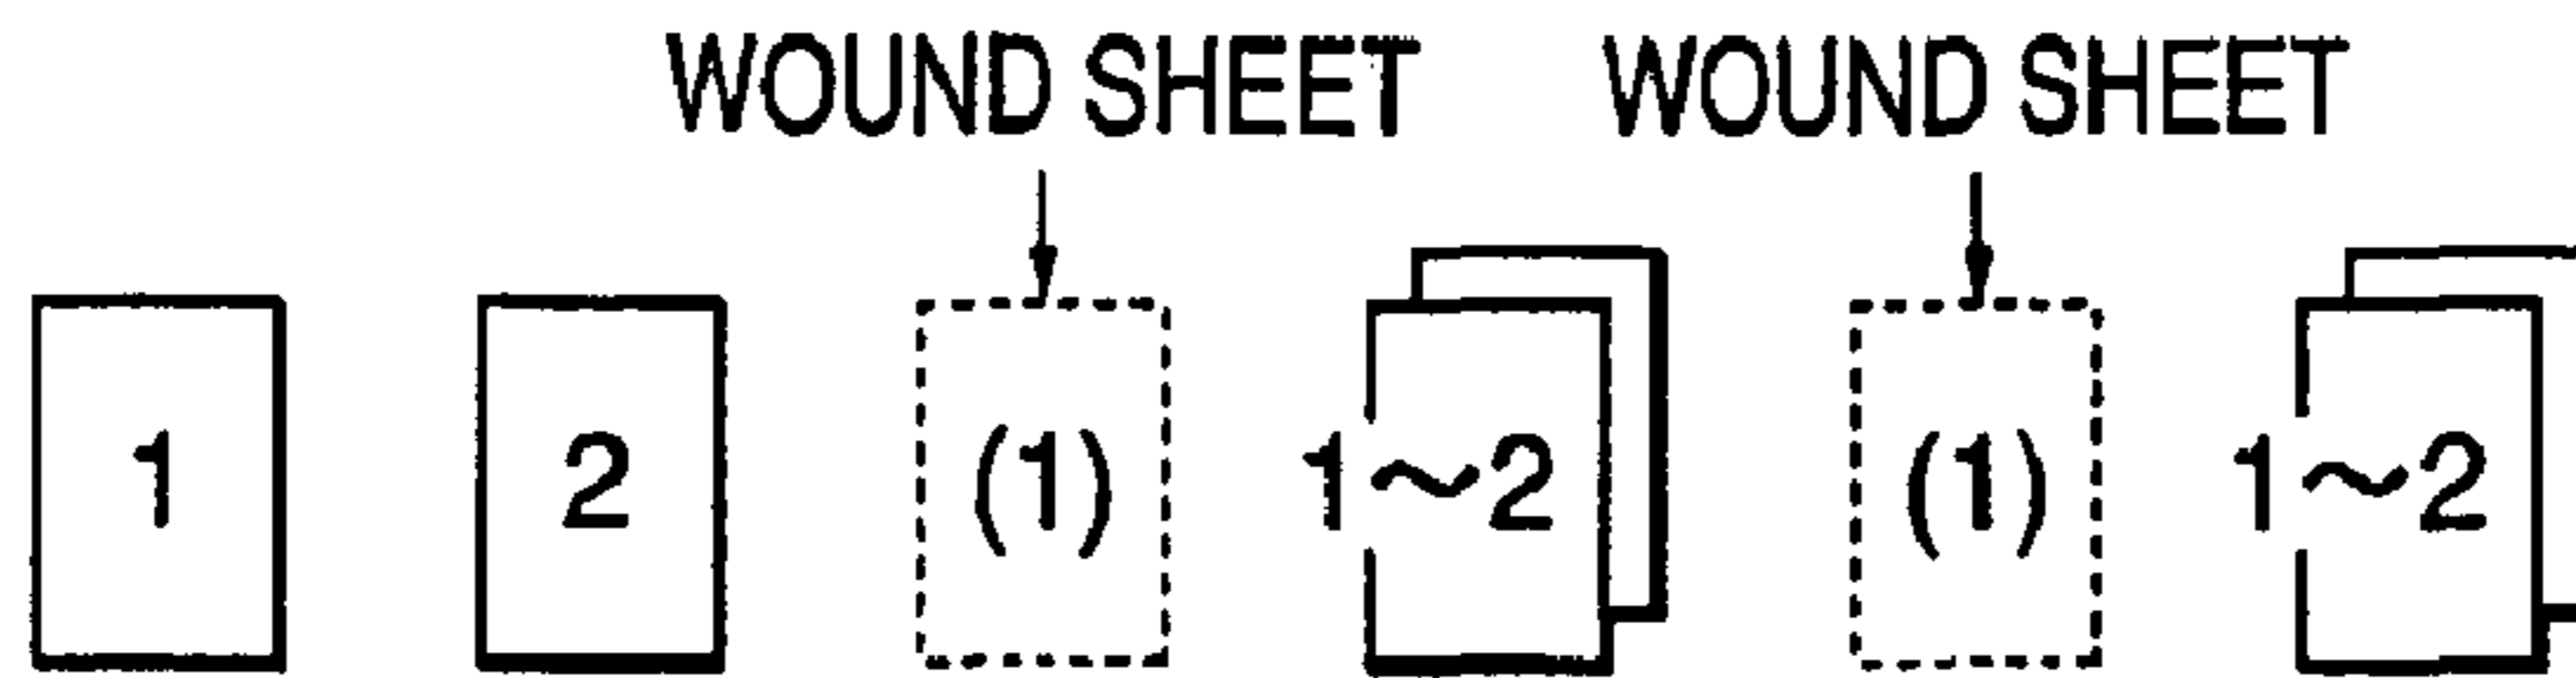 WOUND SHEET WOUND SHEET
1 2 (1) 1~2 (1) 1~2